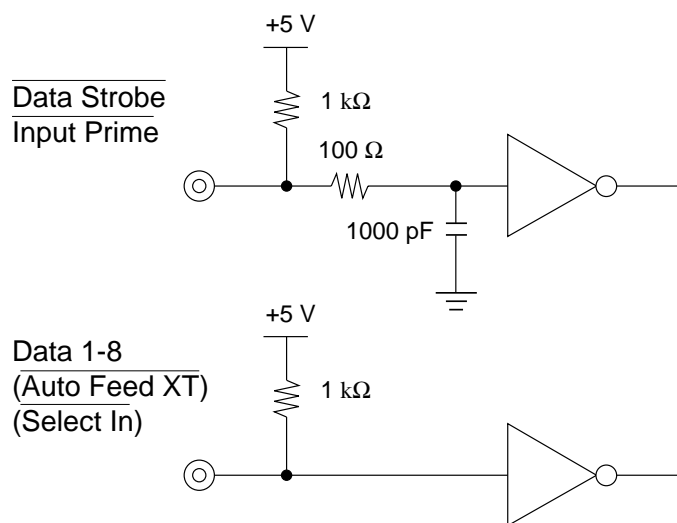 +5 V
Data Strobe
Input Prime
1 kΩ
100 Ω
1000 pF
+5 V
Data 1-8
(Auto Feed XT)
(Select In)
1 kΩ